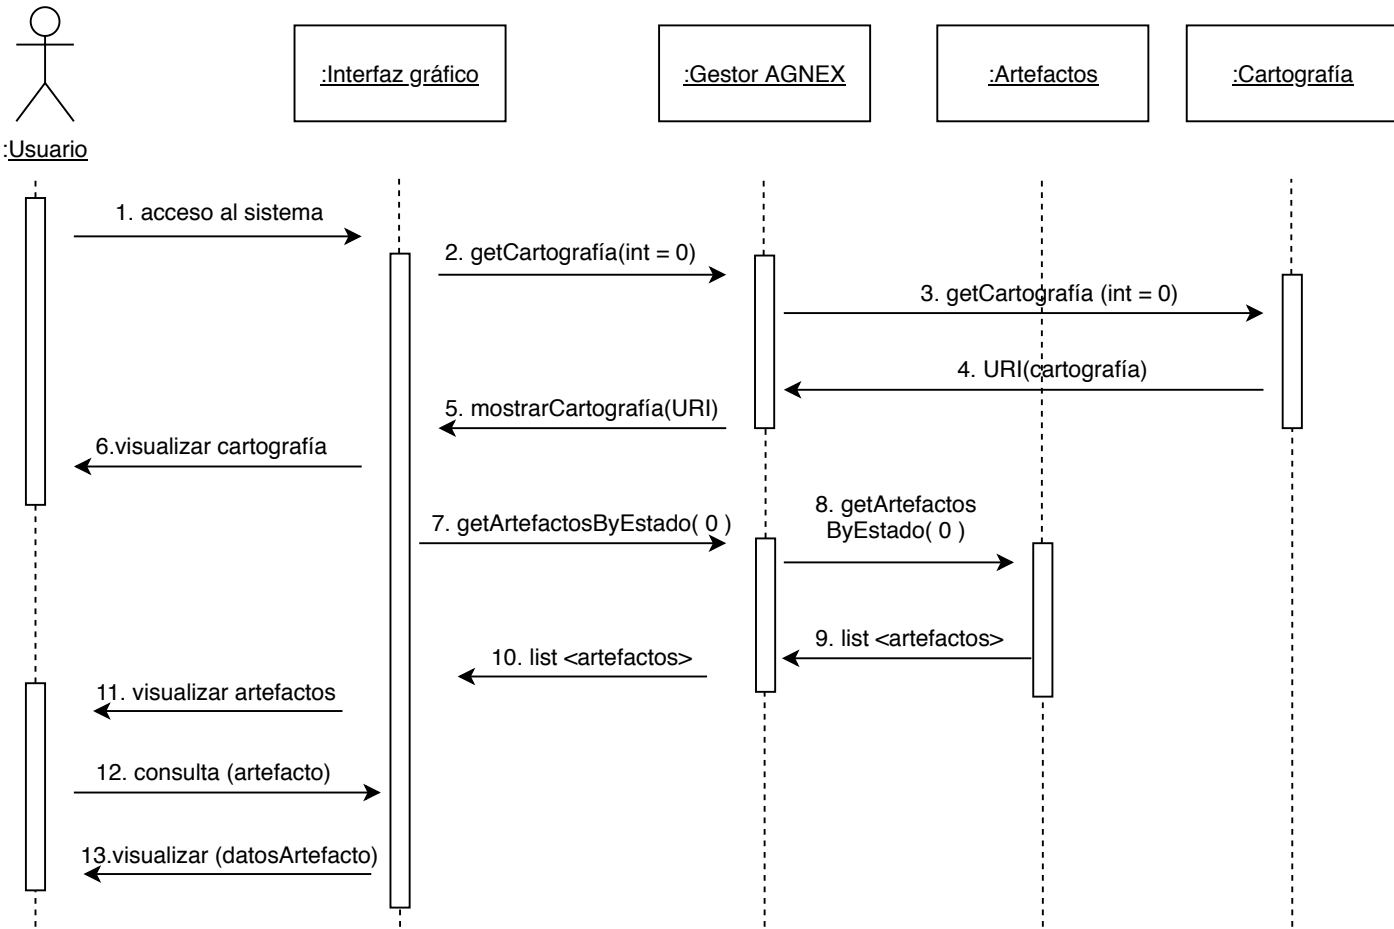 :Interfaz gráfico
:Gestor AGNEX
:Artefactos
:Cartografía
:Usuario
1. acceso al sistema
2. getCartografía(int = 0)
3. getCartografía (int = 0)
4. URI(cartografía)
5. mostrarCartografía(URI)
6.visualizar cartografía
7. getArtefactosByEstado( 0 )
8. getArtefactos
ByEstado( 0 )
9. list <artefactos>
10. list <artefactos>
11. visualizar artefactos
12. consulta (artefacto)
13.visualizar (datosArtefacto)